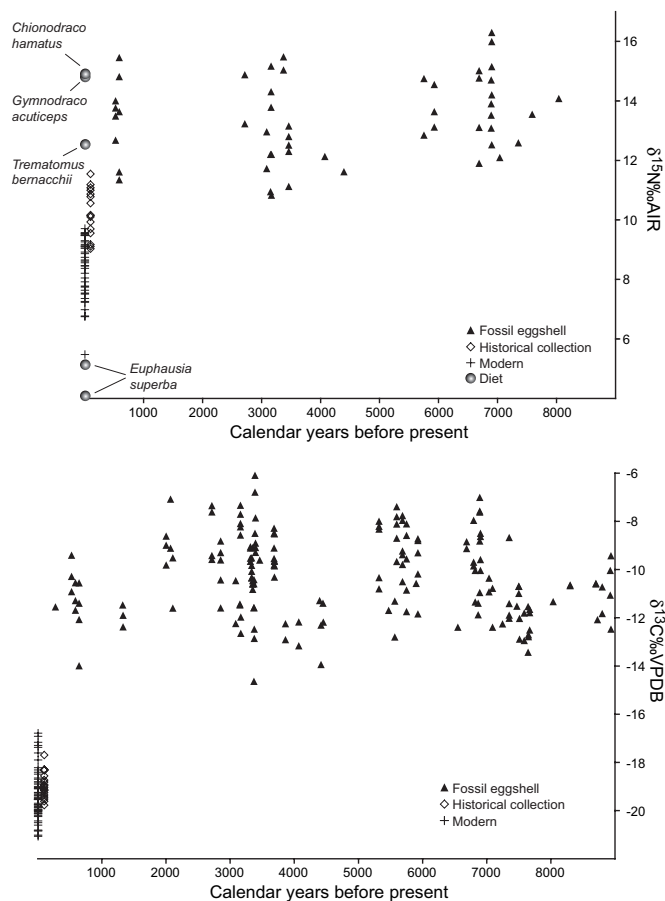 Chionodraco
hamatus
Gymnodraco
acuticeps
Trematomus
bernacchii
Euphausia
superba
16
14
12
10
8
6
δ15N‰AIR
▲ Fossil eggshell
◇ Historical collection
+ Modern
Diet
1000 2000 3000 4000 5000 6000 7000 8000
Calendar years before present
-6
-8
-10
-12
-14
-16
-18
-20
δ13C‰VPDB
▲ Fossil eggshell
◇ Historical collection
+ Modern
1000 2000 3000 4000 5000 6000 7000 8000 9000
Calendar years before present